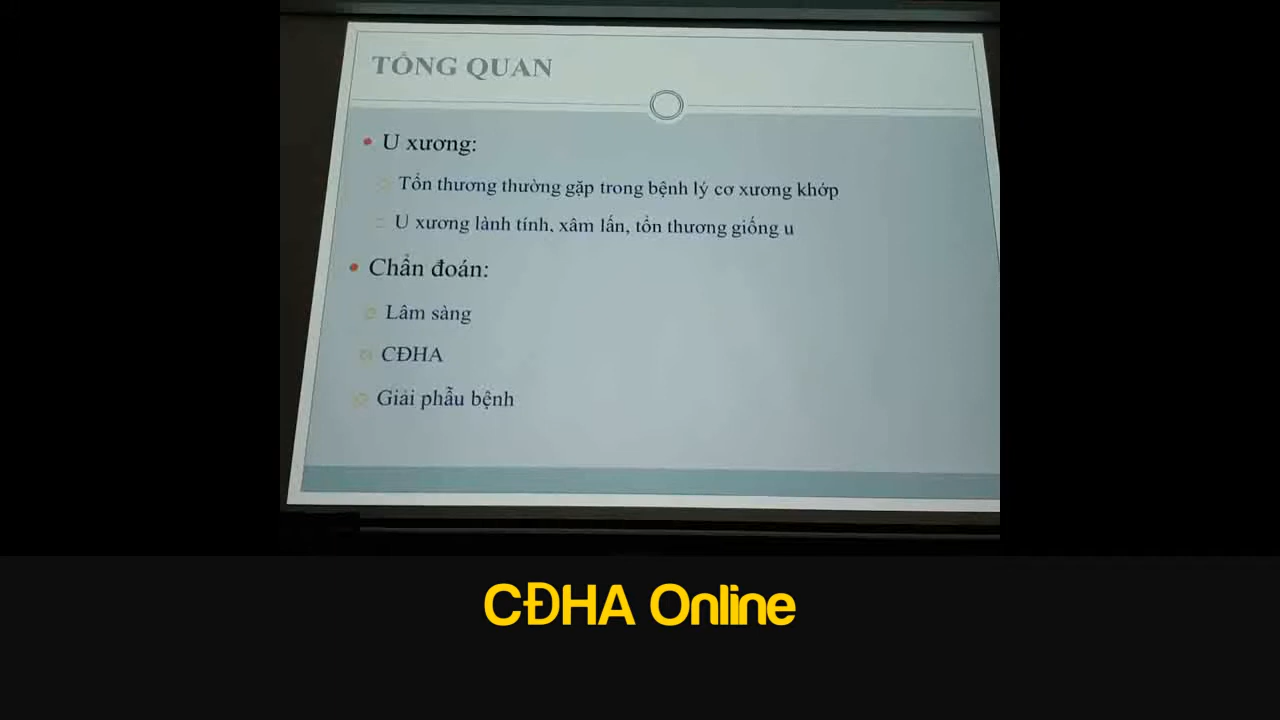 TỔNG QUAN
U xương:
Tổn thương thường gặp trong bệnh lý cơ xương khớp
U xương lành tính, xâm lấn, tổn thương giống u
Chẩn đoán:
Lâm sàng
CĐHA
Giải phẫu bệnh
CĐHA Online